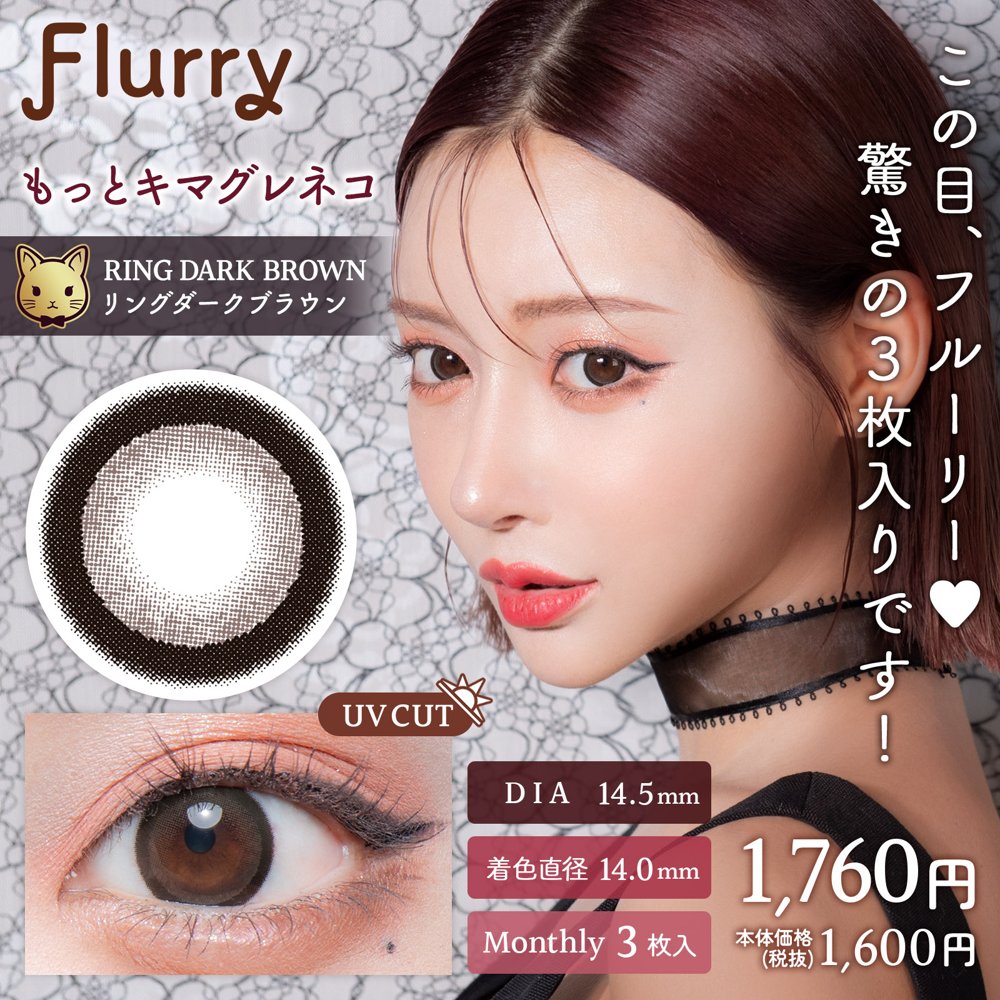 Flurry
もっとキマグレネコ
RING DARK BROWN
リングダークブラウン
この目、フルーリー♥
驚きの3枚入りです!
UV CUT
DIA 14.5mm
着色直径 14.0mm
Monthly 3枚入
1,760円
本体価格(税抜)1,600円